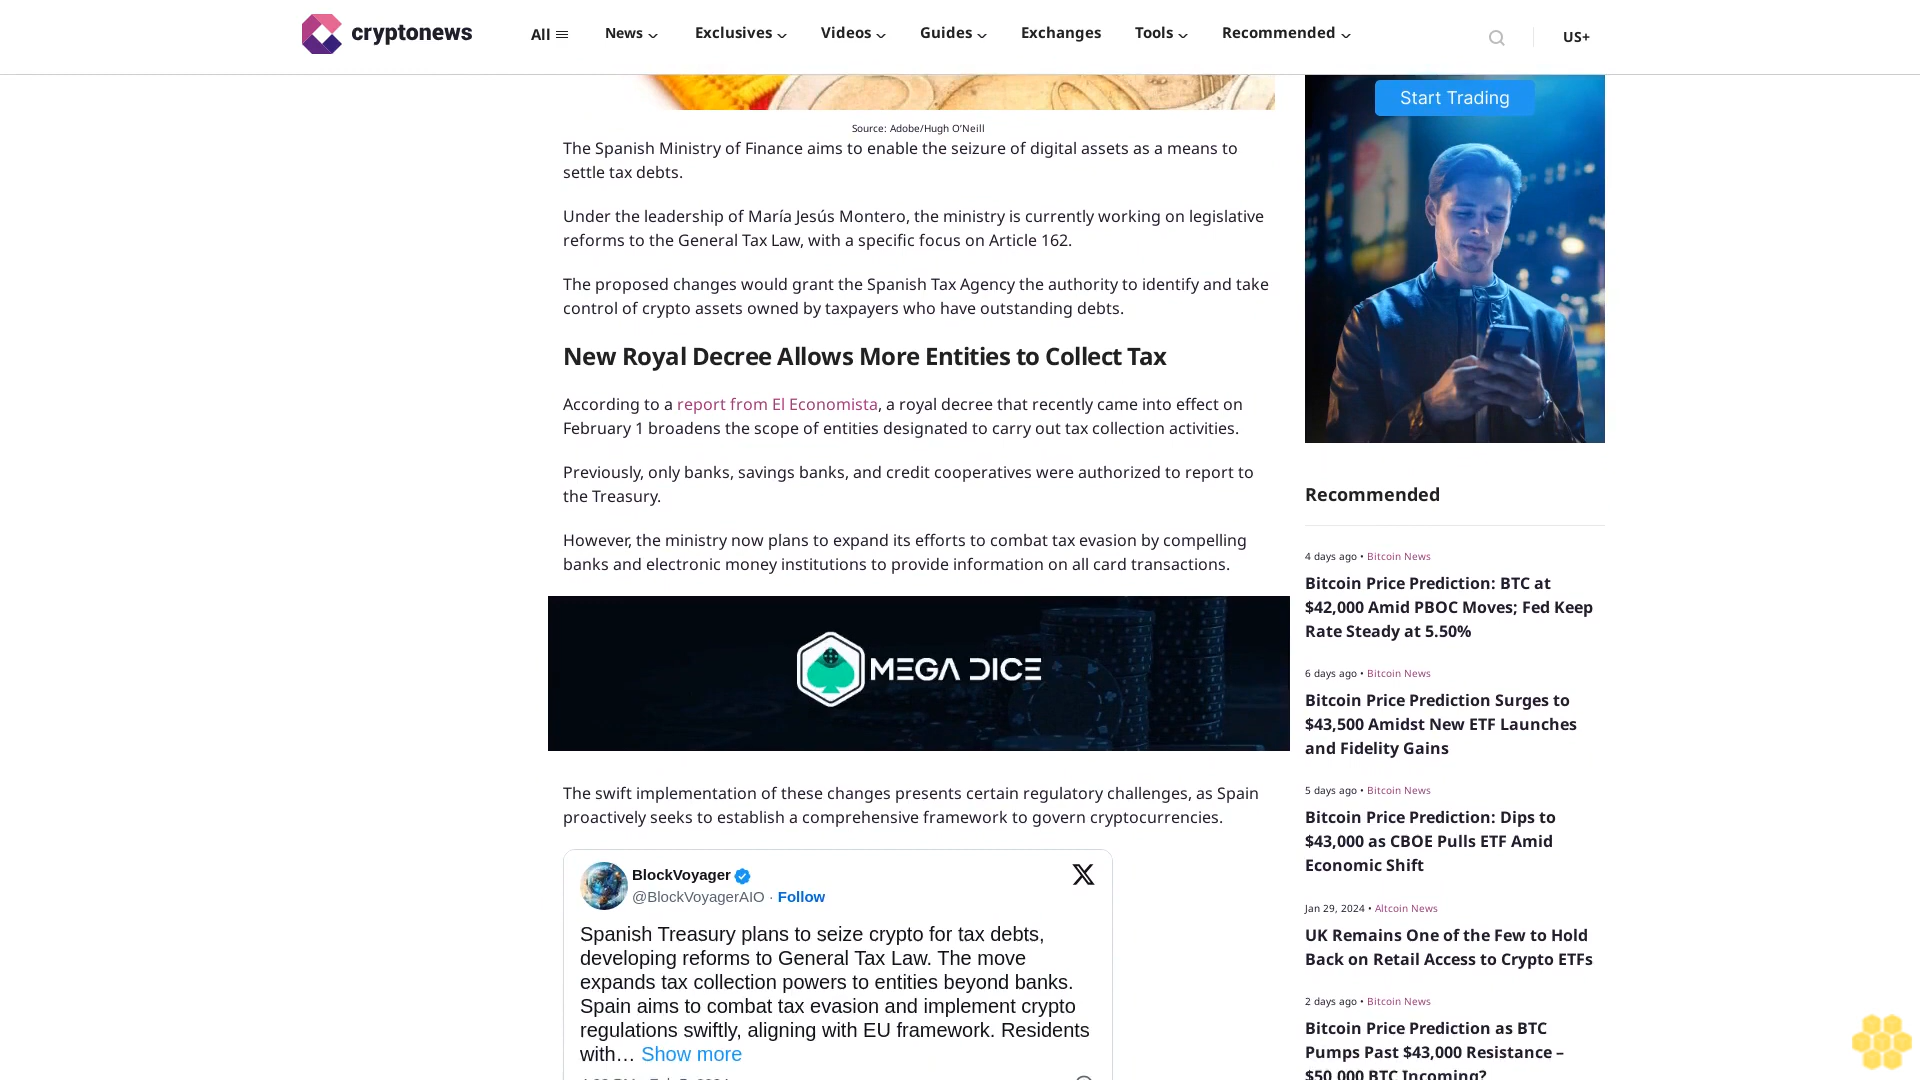 cryptonews
All
News
Exclusives
Videos
Guides
Exchanges
Tools
Recommended
US+
Source: Adobe/Hugh O'Neill
The Spanish Ministry of Finance aims to enable the seizure of digital assets as a means to
settle tax debts.
Under the leadership of María Jesús Montero, the ministry is currently working on legislative
reforms to the General Tax Law, with a specific focus on Article 162.
The proposed changes would grant the Spanish Tax Agency the authority to identify and take
control of crypto assets owned by taxpayers who have outstanding debts.
New Royal Decree Allows More Entities to Collect Tax
According to a report from El Economista, a royal decree that recently came into effect on
February 1 broadens the scope of entities designated to carry out tax collection activities.
Previously, only banks, savings banks, and credit cooperatives were authorized to report to
the Treasury.
However, the ministry now plans to expand its efforts to combat tax evasion by compelling
banks and electronic money institutions to provide information on all card transactions.
MEGA DICE
The swift implementation of these changes presents certain regulatory challenges, as Spain
proactively seeks to establish a comprehensive framework to govern cryptocurrencies.
BlockVoyager
@BlockVoyagerAIO · Follow
Spanish Treasury plans to seize crypto for tax debts,
developing reforms to General Tax Law. The move
expands tax collection powers to entities beyond banks.
Spain aims to combat tax evasion and implement crypto
regulations swiftly, aligning with EU framework. Residents
with… Show more
Start Trading
Recommended
4 days ago • Bitcoin News
Bitcoin Price Prediction: BTC at
$42,000 Amid PBOC Moves; Fed Keep
Rate Steady at 5.50%
6 days ago • Bitcoin News
Bitcoin Price Prediction Surges to
$43,500 Amidst New ETF Launches
and Fidelity Gains
5 days ago • Bitcoin News
Bitcoin Price Prediction: Dips to
$43,000 as CBOE Pulls ETF Amid
Economic Shift
Jan 29, 2024 • Altcoin News
UK Remains One of the Few to Hold
Back on Retail Access to Crypto ETFs
2 days ago • Bitcoin News
Bitcoin Price Prediction as BTC
Pumps Past $43,000 Resistance –
$50,000 BTC Incoming?